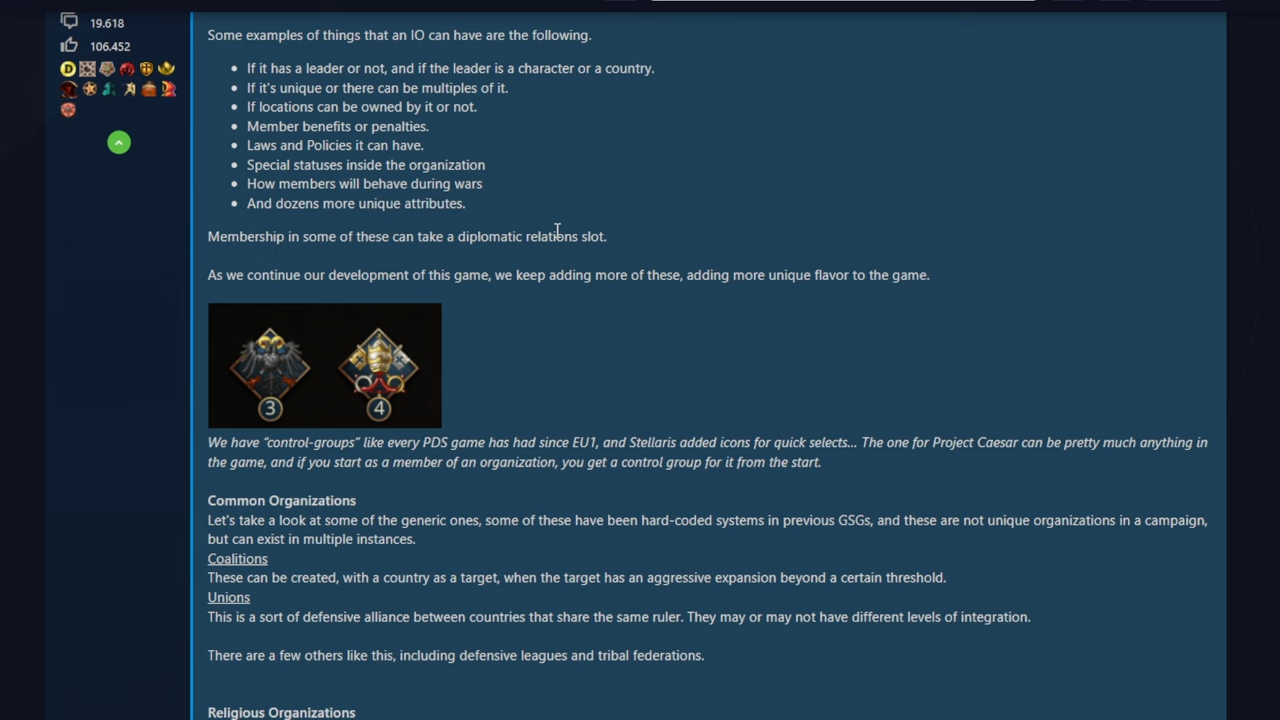 19.618
106.452
Some examples of things that an IO can have are the following.
If it has a leader or not, and if the leader is a character or a country.
If it's unique or there can be multiples of it.
If locations can be owned by it or not.
Member benefits or penalties.
Laws and Policies it can have.
Special statuses inside the organization
How members will behave during wars
And dozens more unique attributes.
Membership in some of these can take a diplomatic relations slot.
As we continue our development of this game, we keep adding more of these, adding more unique flavor to the game.
3 4
We have "control-groups" like every PDS game has had since EU1, and Stellaris added icons for quick selects... The one for Project Caesar can be pretty much anything in
the game, and if you start as a member of an organization, you get a control group for it from the start.
Common Organizations
Let's take a look at some of the generic ones, some of these have been hard-coded systems in previous GSGs, and these are not unique organizations in a campaign,
but can exist in multiple instances.
Coalitions
These can be created, with a country as a target, when the target has an aggressive expansion beyond a certain threshold.
Unions
This is a sort of defensive alliance between countries that share the same ruler. They may or may not have different levels of integration.
There are a few others like this, including defensive leagues and tribal federations.
Religious Organizations